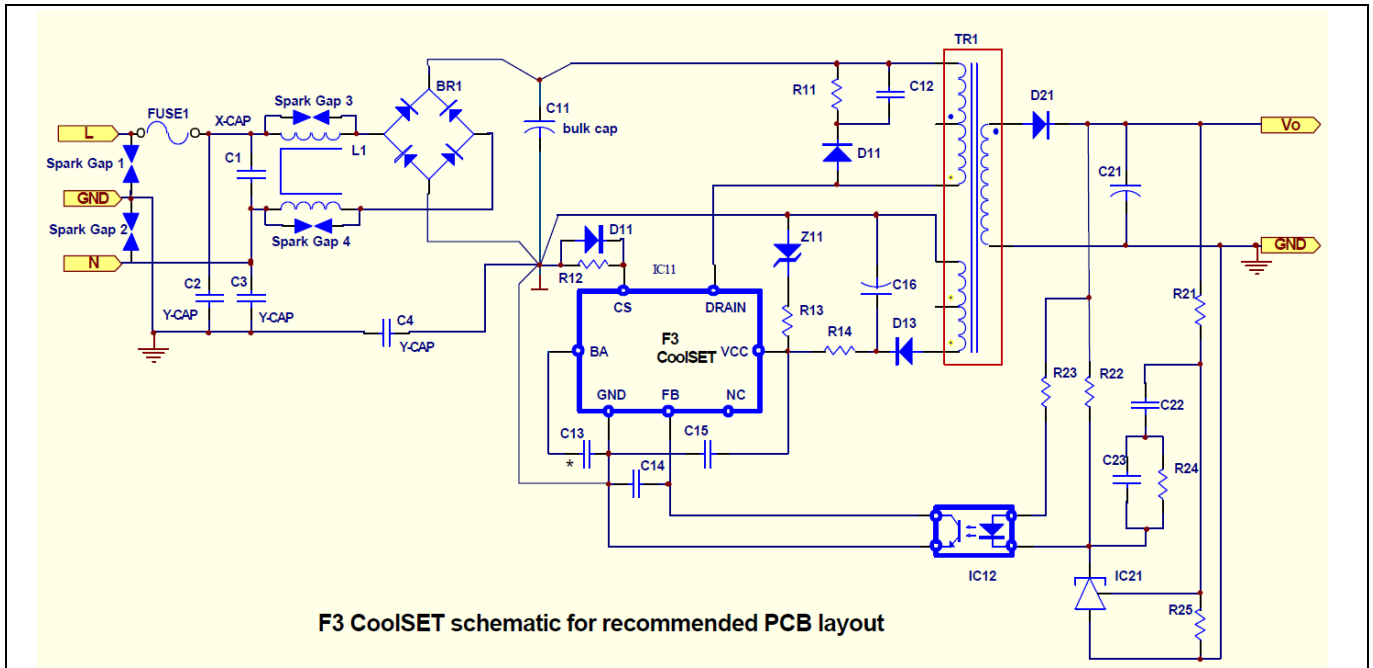 TR1
BR1
R11
C12
D21
FUSE1
Spark Gap 3
C11
X-CAP
bulk cap
L
Vo
L1
Spark Gap 1
C1
D11
C21
GND
Spark Gap 2
Spark Gap 4
D11
Z11
GND
N
R12
IC11
C2
C3
CS
DRAIN
C16
R21
Y-CAP
Y-CAP
R13
C4
F3
R14
D13
Y-CAP
CoolSET
BA
VCC
R23
R22
GND
FB
NC
C22
C13
C15
*
C14
C23
R24
IC12
IC21
R25
F3 CoolSET schematic for recommended PCB layout